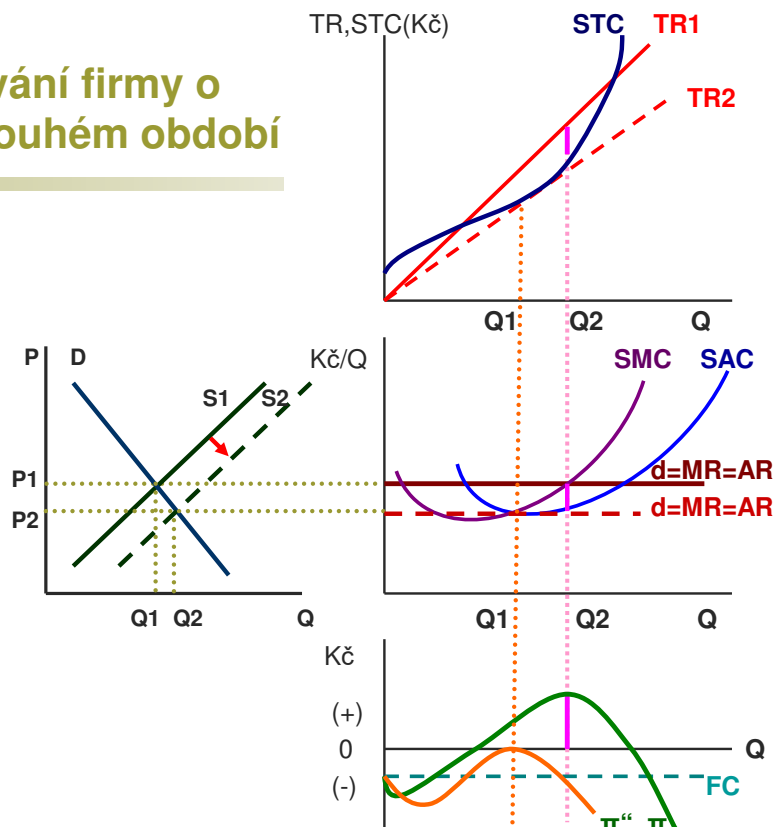 vání firmy o
louhém období
TR,STC(Kč) STC TR1
TR2
Q1 Q2 Q
P D S1 S2
P1
P2
Q1 Q2 Q
Kč/Q SMC SAC
d=MR=AR
d=MR=AR
Q1 Q2 Q
Kč
(+)
0 Q
(-) FC
π“ π